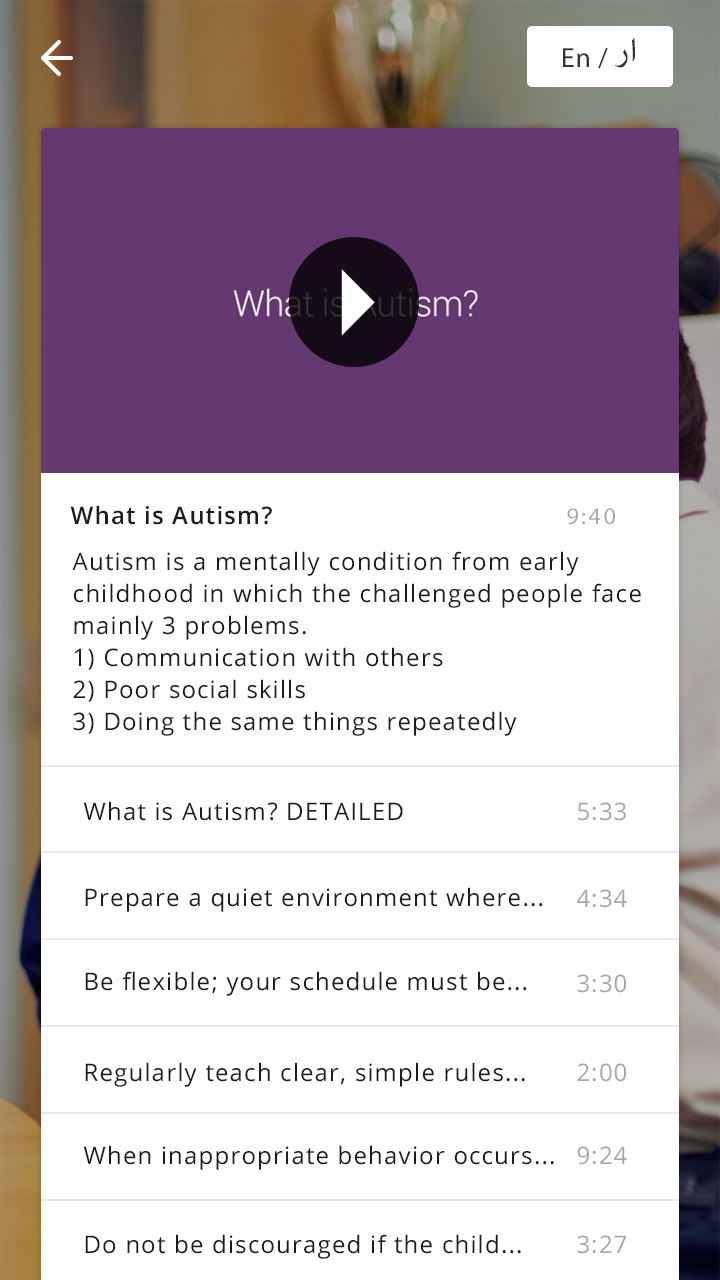 En / ار
What is Autism?
What is Autism?
9:40
Autism is a mentally condition from early
childhood in which the challenged people face
mainly 3 problems.
1) Communication with others
2) Poor social skills
3) Doing the same things repeatedly
What is Autism? DETAILED
5:33
Prepare a quiet environment where...
4:34
Be flexible; your schedule must be...
3:30
Regularly teach clear, simple rules...
2:00
When inappropriate behavior occurs...
9:24
Do not be discouraged if the child...
3:27